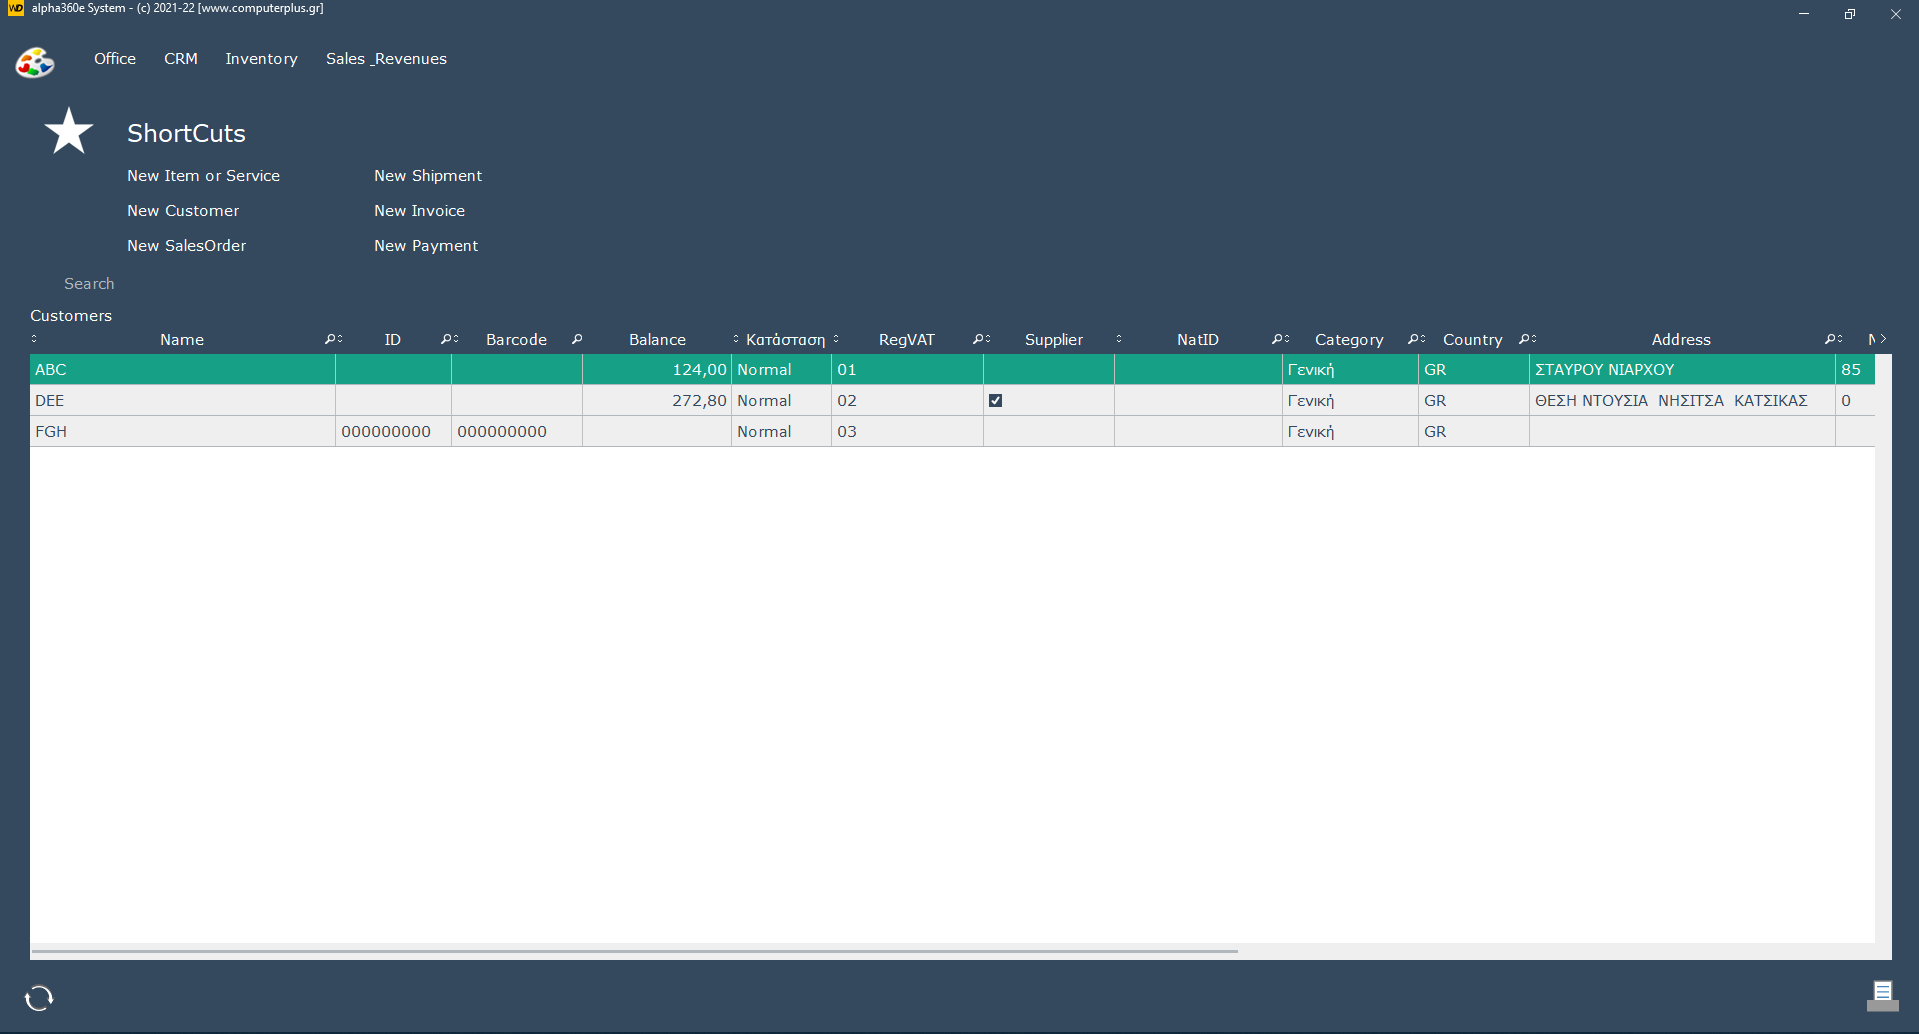 WD alpha360e System - (c) 2021-22 [www.computerplus.gr]
Office CRM Inventory Sales _Revenues
ShortCuts
New Item or Service New Shipment
New Customer New Invoice
New SalesOrder New Payment
Search
Customers
Name ID Barcode Balance Κατάσταση RegVAT Supplier NatID Category Country Address
ABC 124,00 Normal 01 Γενική GR ΣΤΑΥΡΟΥ ΝΙΑΡΧΟΥ 85
DEE 272,80 Normal 02 Γενική GR ΘΕΣΗ ΝΤΟΥΣΙΑ ΝΗΣΙΤΣΑ ΚΑΤΣΙΚΑΣ 0
FGH 000000000 000000000 Normal 03 Γενική GR